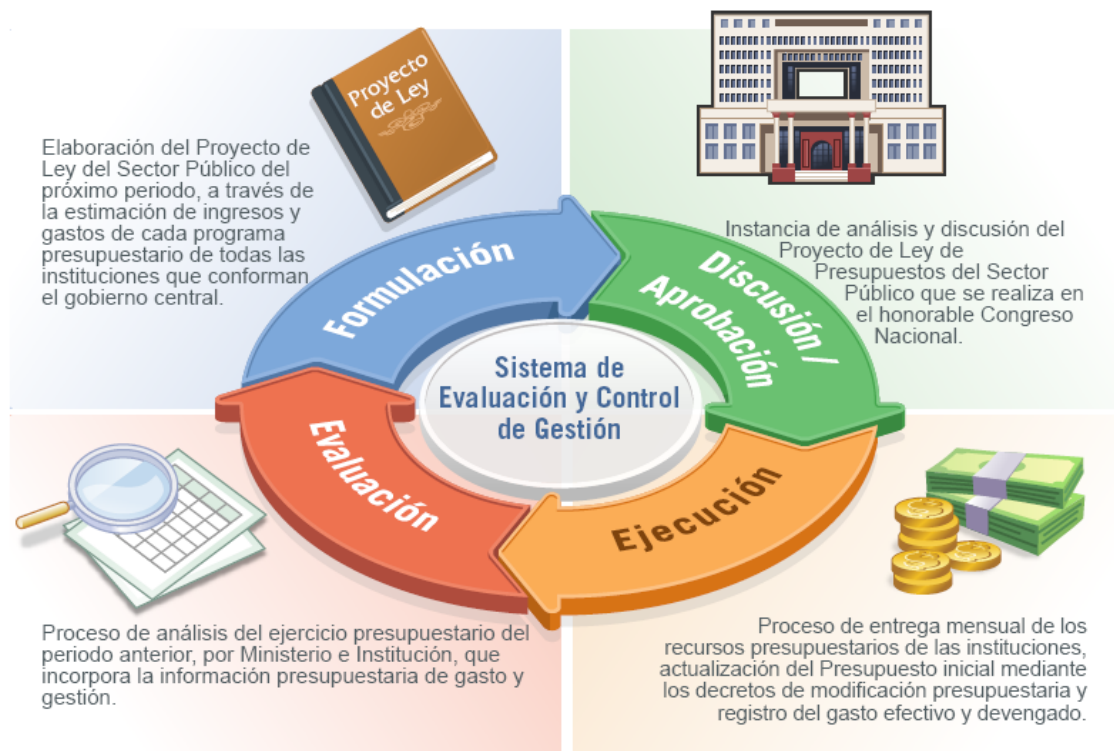 Proyecto
de Ley
Elaboración del Proyecto de
Ley del Sector Público del
próximo periodo, a través de
la estimación de ingresos y
gastos de cada programa
presupuestario de todas las
instituciones que conforman
el gobierno central.
Formulación
Instancia de análisis y discusión del
Proyecto de Ley de
Presupuestos del Sector
Público que se realiza en
el honorable Congreso
Nacional.
Discusión /
Aprobación
Sistema de
Evaluación y Control
de Gestión
Evaluación
Ejecución
Proceso de análisis del ejercicio presupuestario del
periodo anterior, por Ministerio e Institución, que
incorpora la información presupuestaria de gasto y
gestión.
Proceso de entrega mensual de los
recursos presupuestarios de las instituciones,
actualización del Presupuesto inicial mediante
los decretos de modificación presupuestaria y
registro del gasto efectivo y devengado.